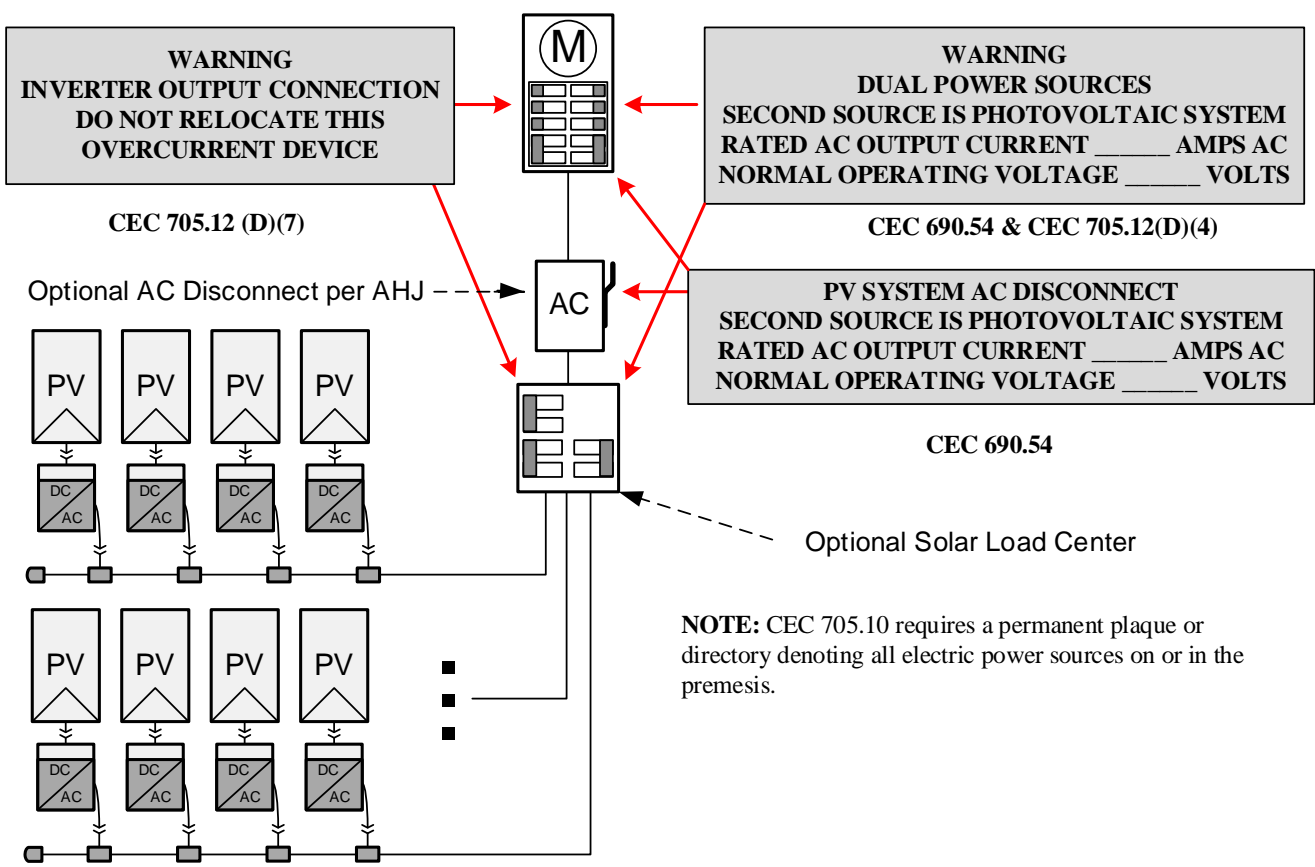 WARNING
INVERTER OUTPUT CONNECTION
DO NOT RELOCATE THIS
OVERCURRENT DEVICE
CEC 705.12 (D)(7)
M
WARNING
DUAL POWER SOURCES
SECOND SOURCE IS PHOTOVOLTAIC SYSTEM
RATED AC OUTPUT CURRENT ______ AMPS AC
NORMAL OPERATING VOLTAGE ______ VOLTS
CEC 690.54 & CEC 705.12(D)(4)
Optional AC Disconnect per AHJ
AC
PV SYSTEM AC DISCONNECT
SECOND SOURCE IS PHOTOVOLTAIC SYSTEM
RATED AC OUTPUT CURRENT ______ AMPS AC
NORMAL OPERATING VOLTAGE ______ VOLTS
CEC 690.54
PV PV PV PV
DC DC DC DC
AC AC AC AC
Optional Solar Load Center
NOTE: CEC 705.10 requires a permanent plaque or
directory denoting all electric power sources on or in the
premesis.
PV PV PV PV
DC DC DC DC
AC AC AC AC